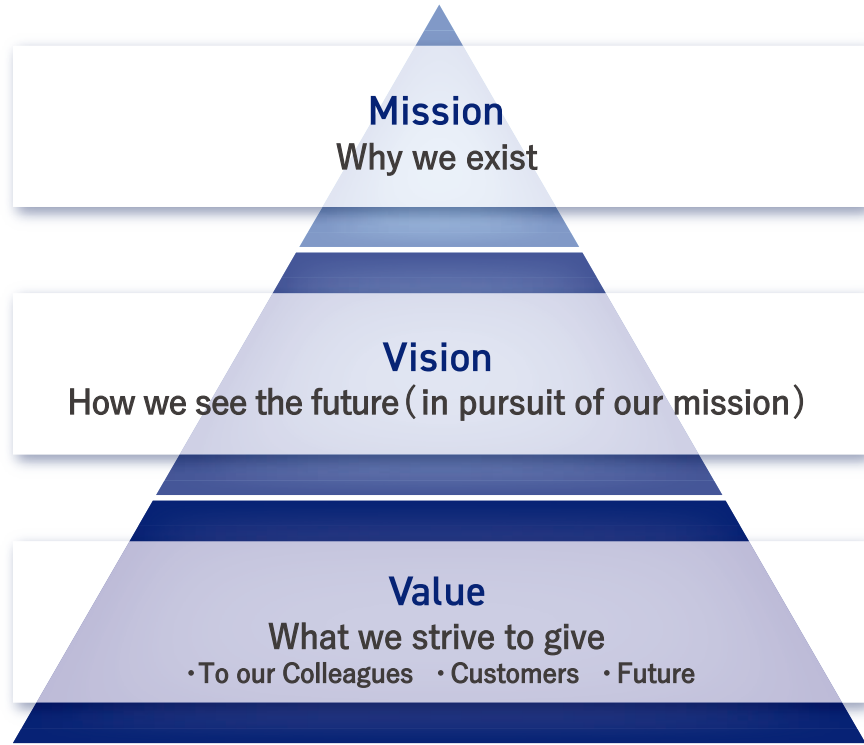 Mission
Why we exist
Vision
How we see the future (in pursuit of our mission)
Value
What we strive to give
・To our Colleagues ・Customers ・Future